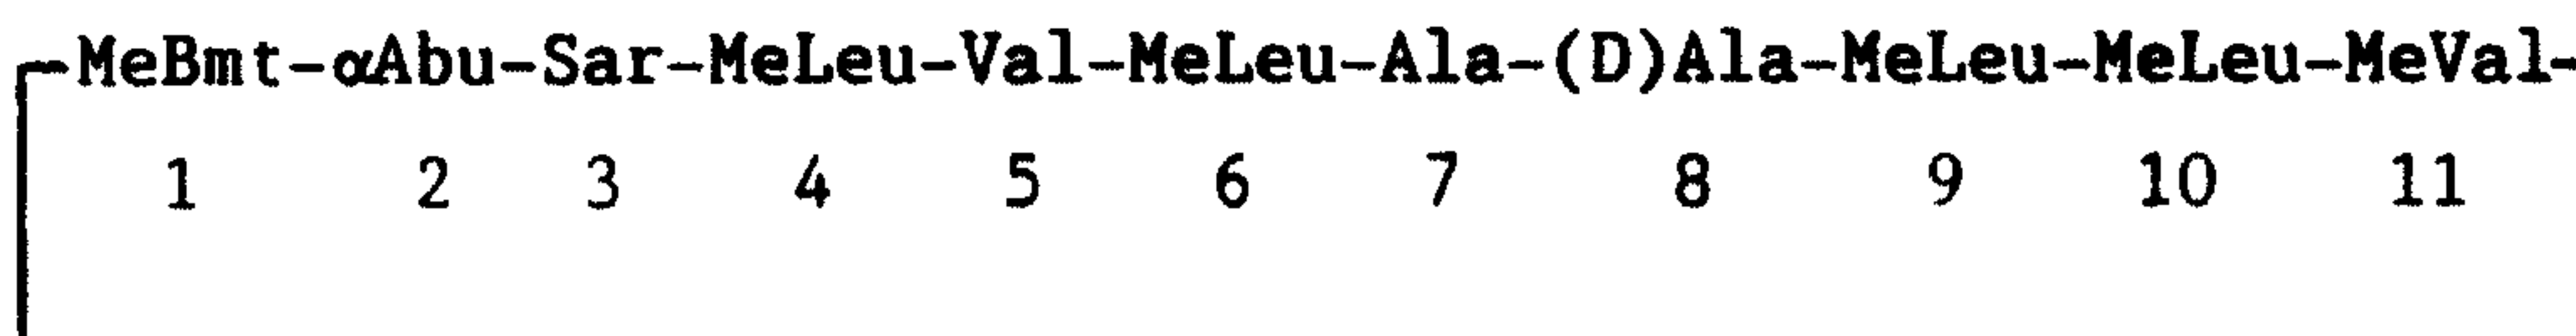 -MeBmt-αAbu-Sar-MeLeu-Val-MeLeu-Ala-(D)Ala-MeLeu-MeLeu-MeVal-
1 2 3 4 5 6 7 8 9 10 11